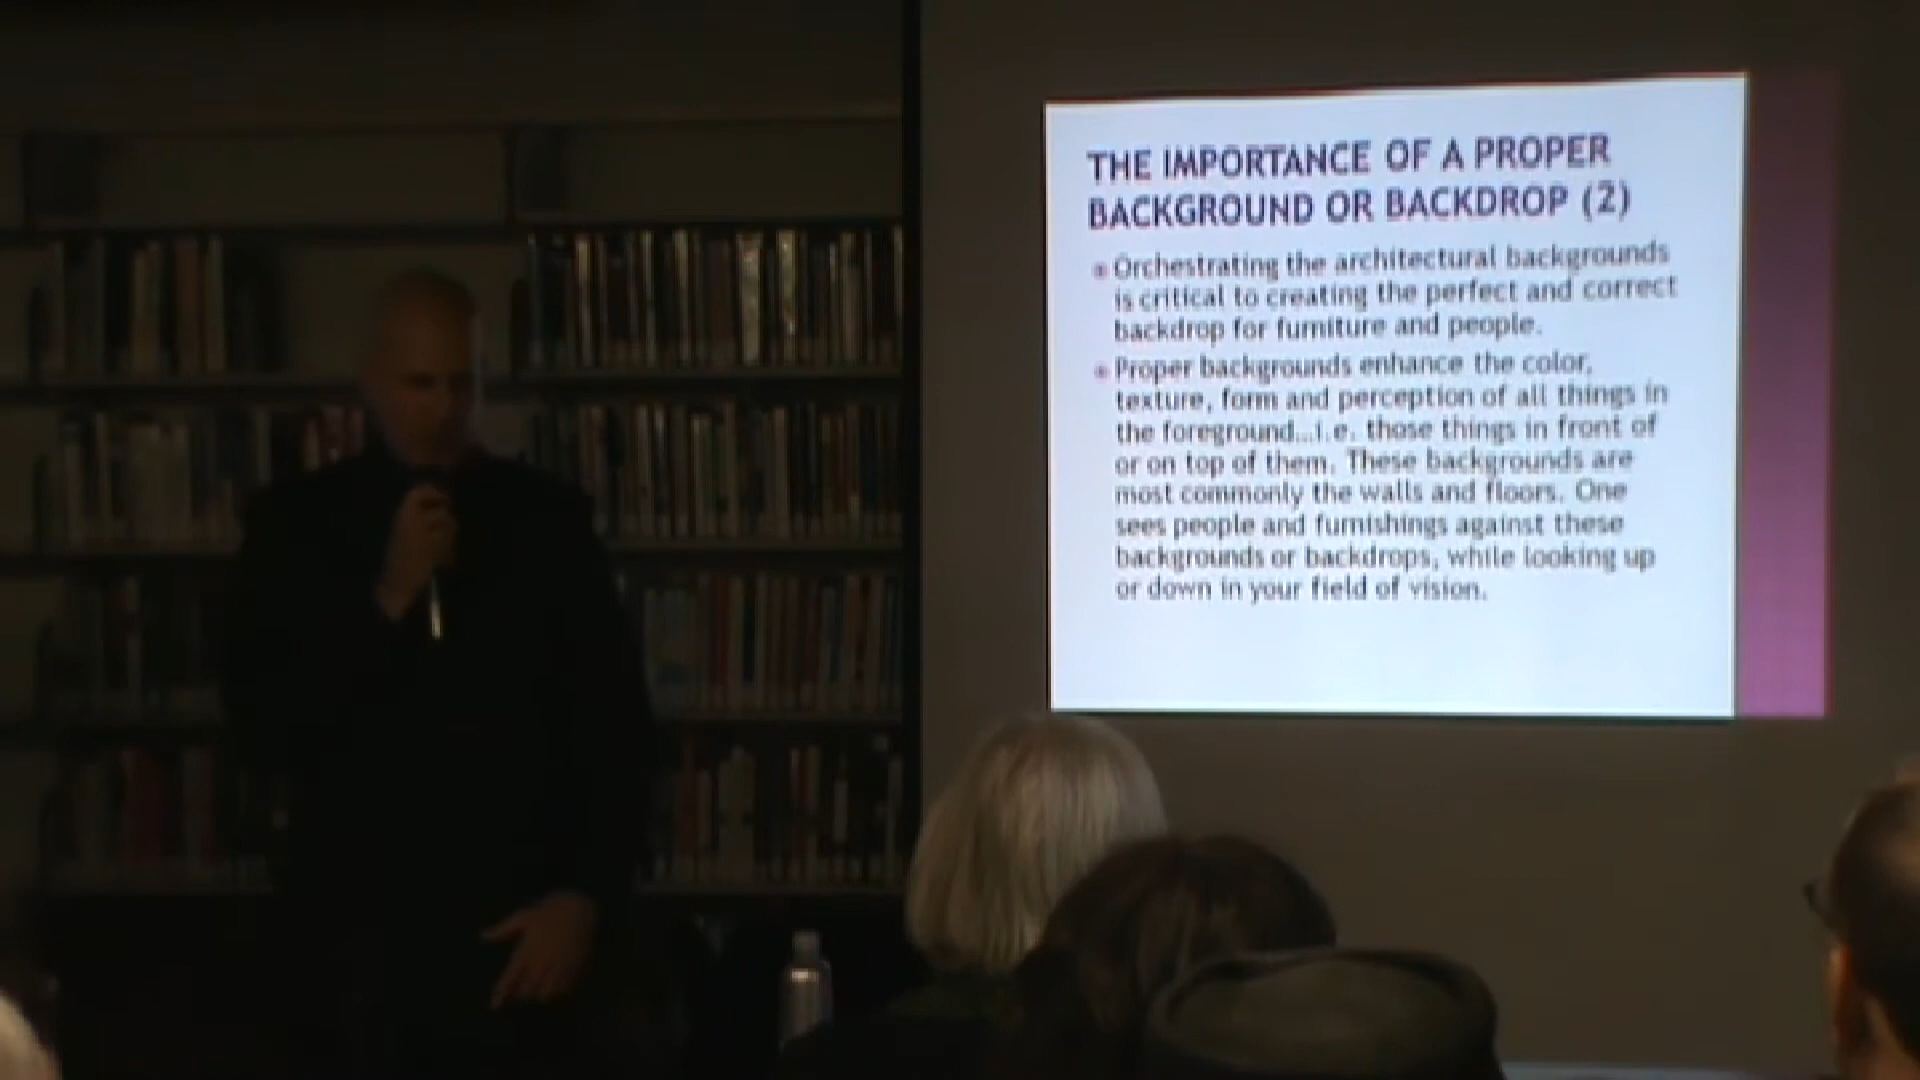 THE IMPORTANCE OF A PROPER
BACKGROUND OR BACKDROP (2)
Orchestrating the architectural backgrounds
is critical to creating the perfect and correct
backdrop for furniture and people.
Proper backgrounds enhance the color,
texture, form and perception of all things in
the foreground...i.e. those things in front of
or on top of them. These backgrounds are
most commonly the walls and floors. One
sees people and furnishings against these
backgrounds or backdrops, while looking up
or down in your field of vision.